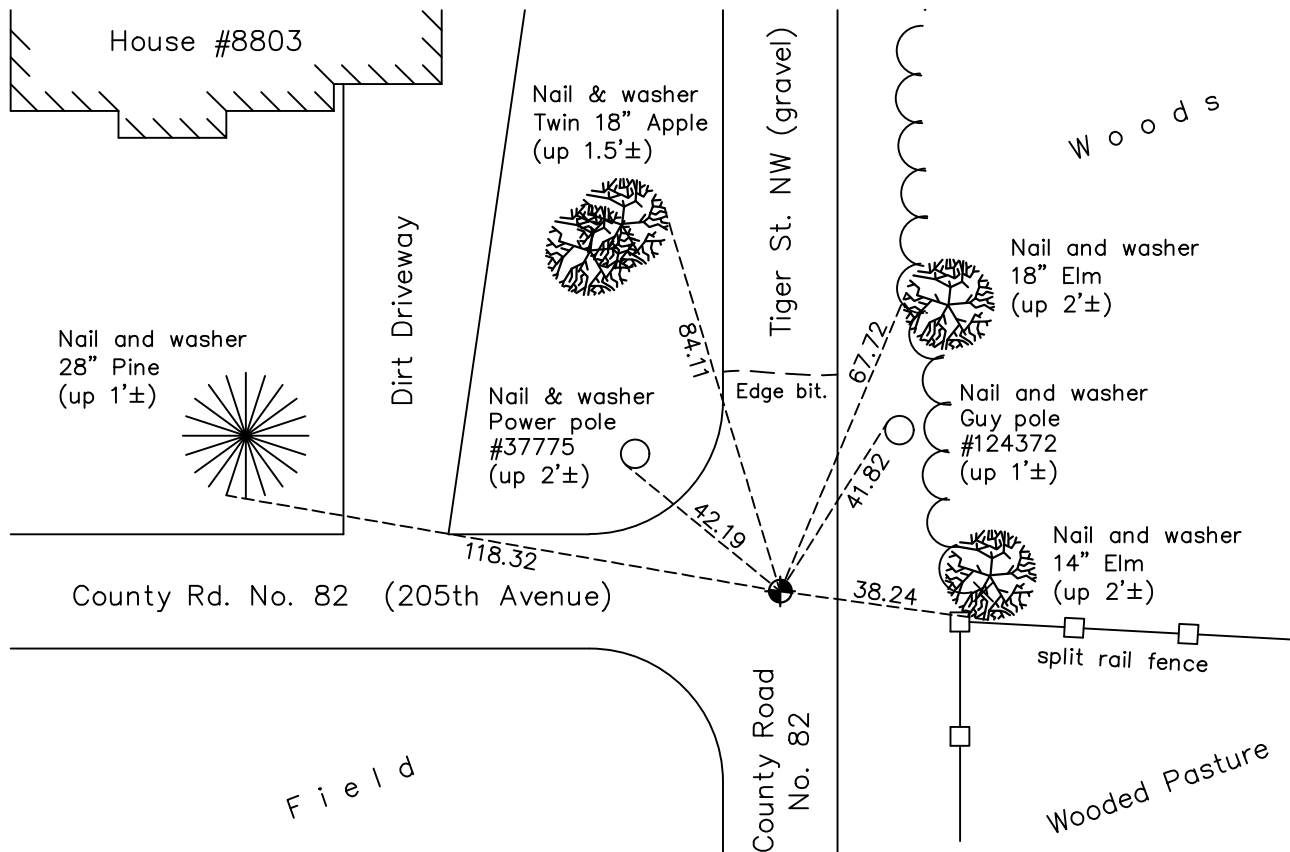 House #8803
Nail & washer
Twin 18" Apple
(up 1.5'±)
Tiger St. NW (gravel)
Woods
Dirt Driveway
Nail and washer
18" Elm
(up 2'±)
Nail and washer
28" Pine
(up 1'±)
84.11
67.72
Edge bit.
Nail & washer
Power pole
#37775
(up 2'±)
Nail and washer
Guy pole
#124372
(up 1'±)
41.82
42.19
118.32
Nail and washer
14" Elm
(up 2'±)
38.24
County Rd. No. 82 (205th Avenue)
split rail fence
County Road
No. 82
Field
Wooded Pasture